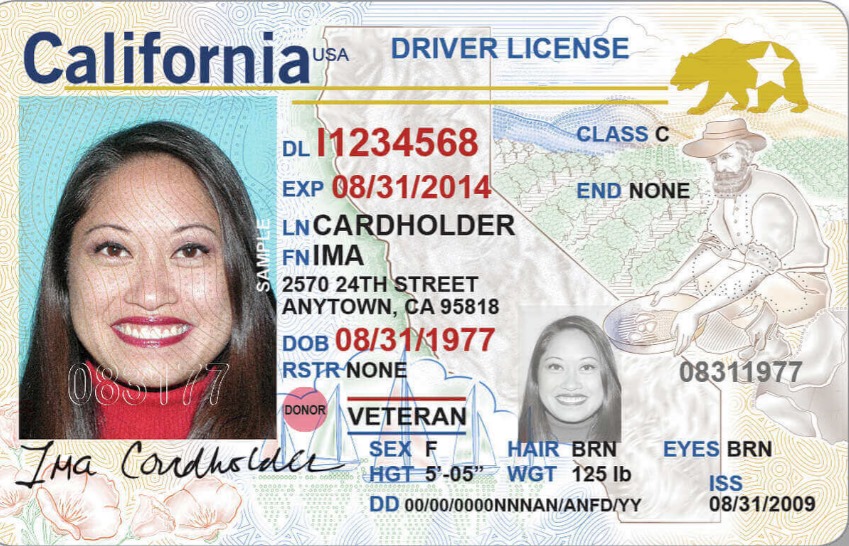 California USA DRIVER LICENSE
DL I1234568 CLASS C
EXP 08/31/2014 END NONE
LN CARDHOLDER
FN IMA
2570 24TH STREET
ANYTOWN, CA 95818
DOB 08/31/1977
RSTR NONE
08311977
SAMPLE
083177
DONOR
VETERAN
Ima Cardholder
SEX F HAIR BRN EYES BRN
HGT 5'-05" WGT 125 lb
ISS
DD 00/00/0000NNNAN/ANFD/YY 08/31/2009